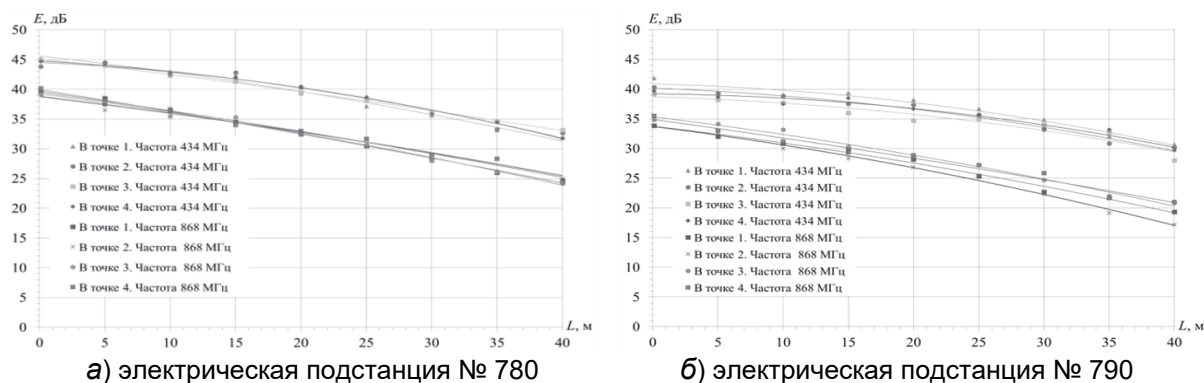 E, дБ
50
45
40
35
30
25
20
15
10
5
0
В точке 1. Частота 434 МГц
В точке 2. Частота 434 МГц
В точке 3. Частота 434 МГц
В точке 4. Частота 434 МГц
В точке 1. Частота 868 МГц
В точке 2. Частота 868 МГц
В точке 3. Частота 868 МГц
В точке 4. Частота 868 МГц
0 5 10 15 20 25 30 35 40
L, м
а) электрическая подстанция № 780
E, дБ
50
45
40
35
30
25
20
15
10
5
0
В точке 1. Частота 434 МГц
В точке 2. Частота 434 МГц
В точке 3. Частота 434 МГц
В точке 4. Частота 434 МГц
В точке 1. Частота 868 МГц
В точке 2. Частота 868 МГц
В точке 3. Частота 868 МГц
В точке 4. Частота 868 МГц
0 5 10 15 20 25 30 35 40
L, м
б) электрическая подстанция № 790